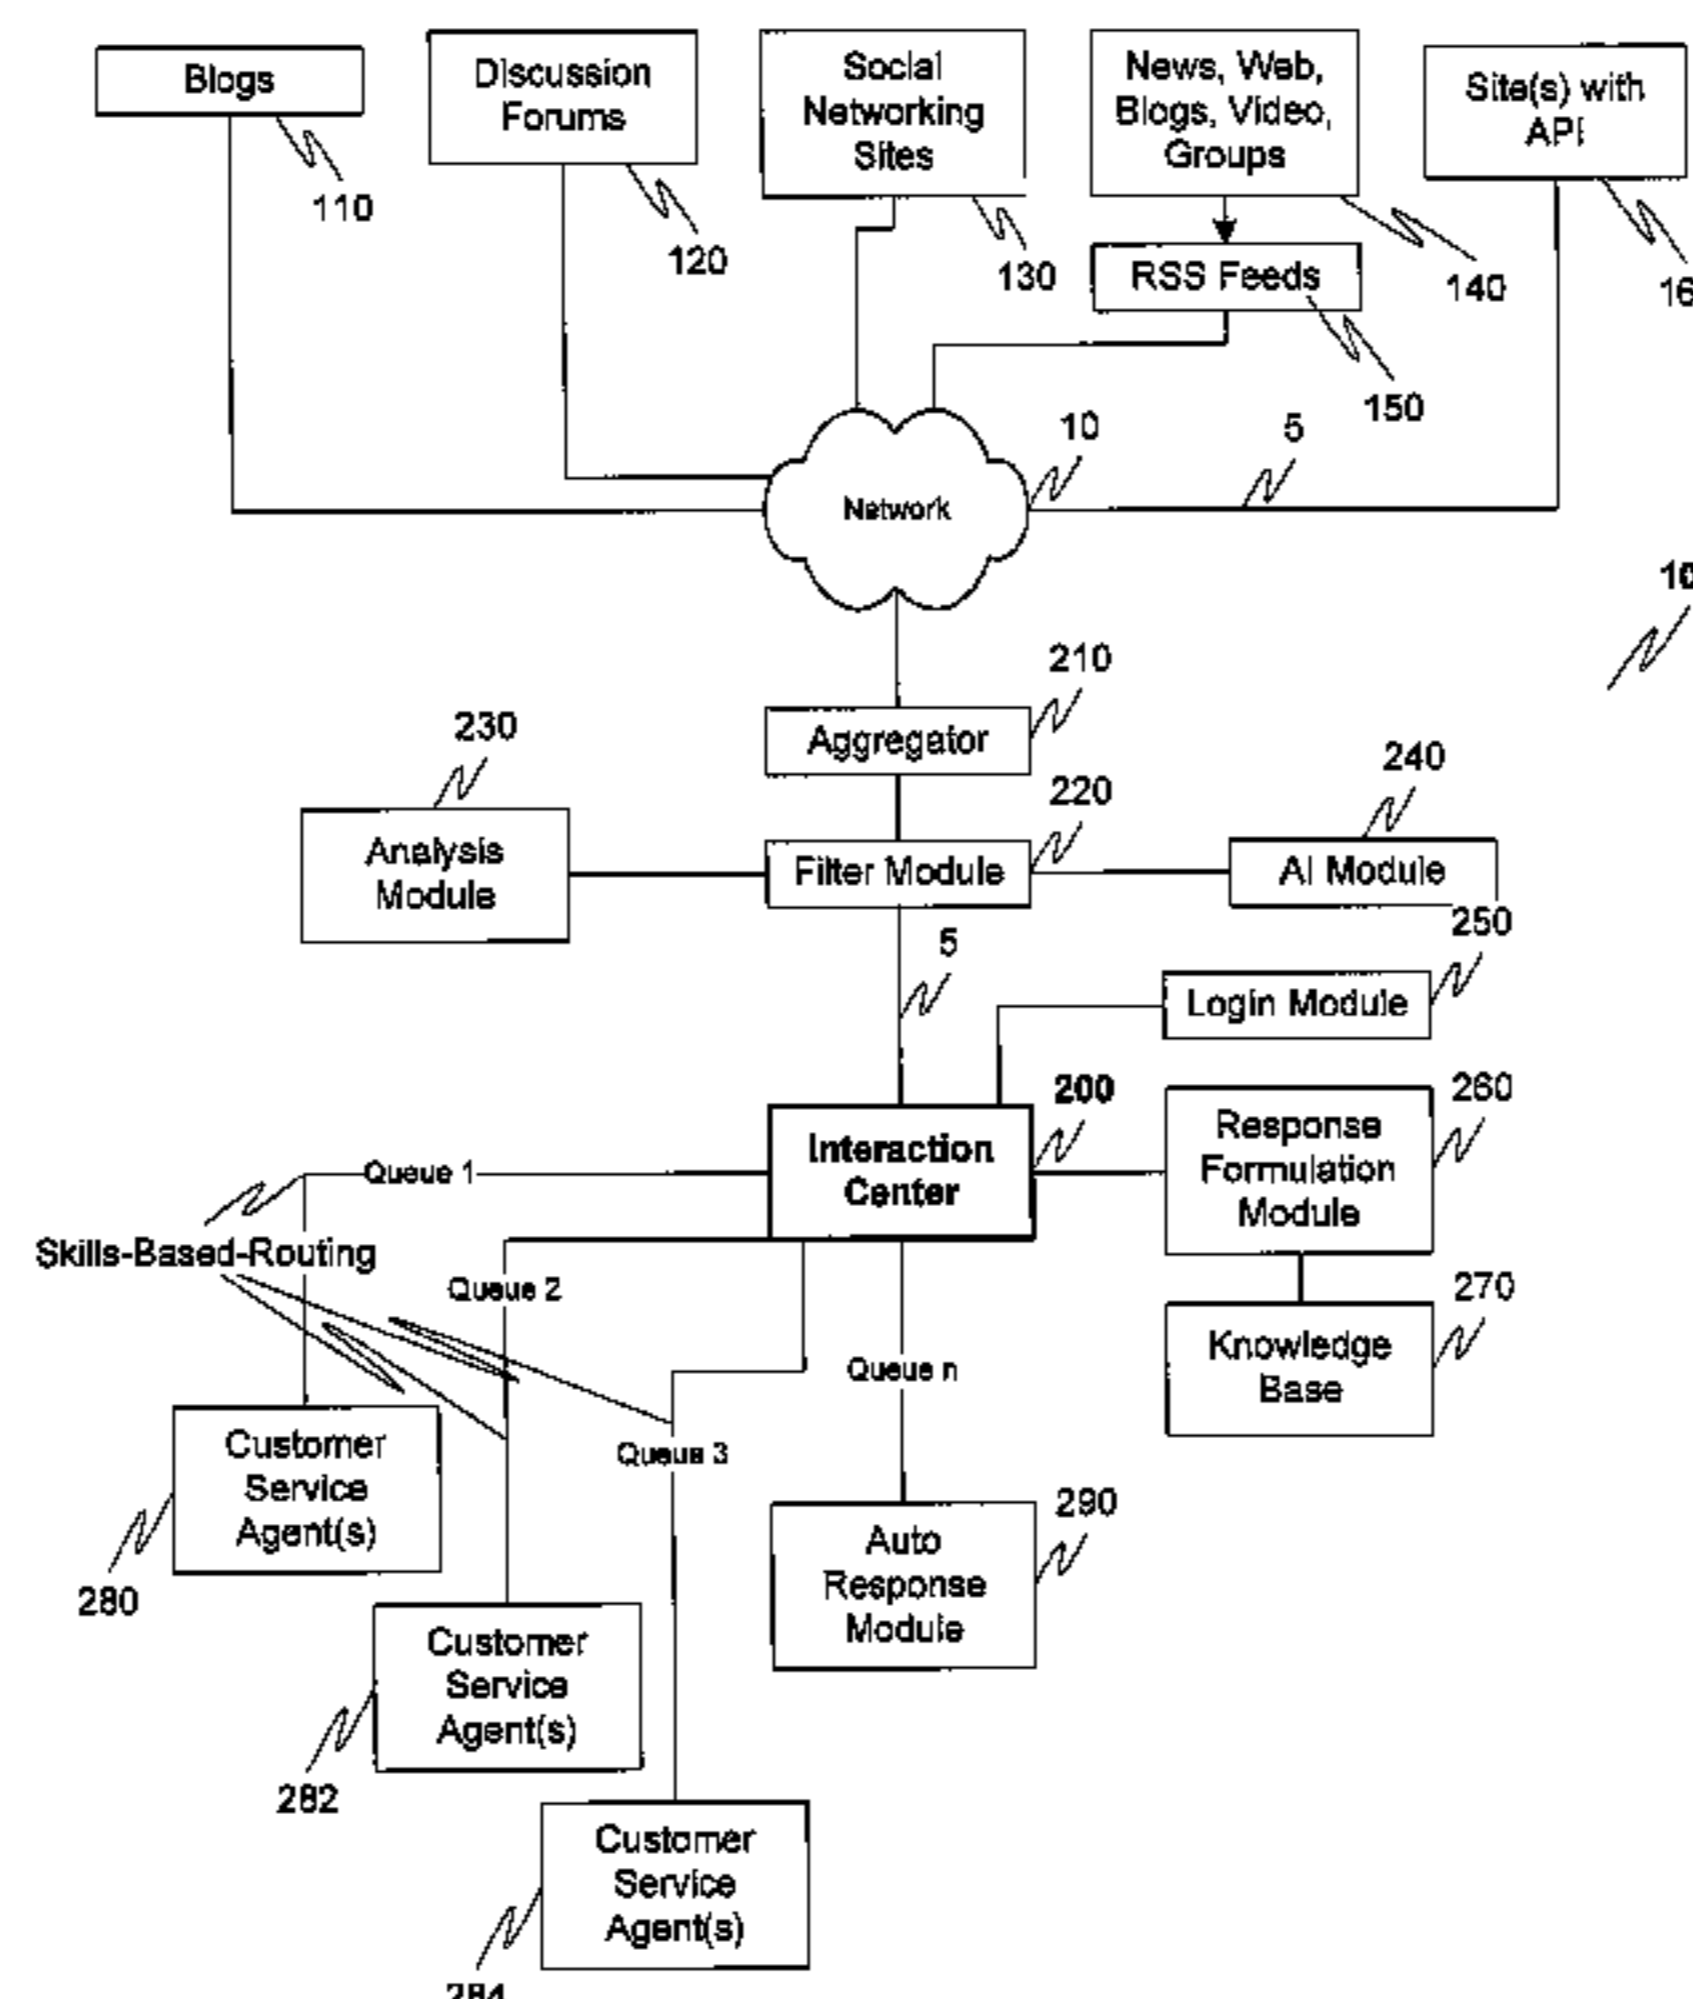 Blogs
110
Discussion
Forums
120
Social
Networking
Sites
130
News, Web,
Blogs, Video,
Groups
140
RSS Feeds
150
Site(s) with
API
16
Network
10
5
10
210
Aggregator
230
Analysis
Module
220
Filter Module
240
AI Module
5
250
Login Module
200
Interaction
Center
260
Response
Formulation
Module
270
Knowledge
Base
Queue 1
Skills-Based-Routing
Queue 2
Queue 3
Queue n
Customer
Service
Agent(s)
280
Customer
Service
Agent(s)
282
Customer
Service
Agent(s)
284
290
Auto
Response
Module